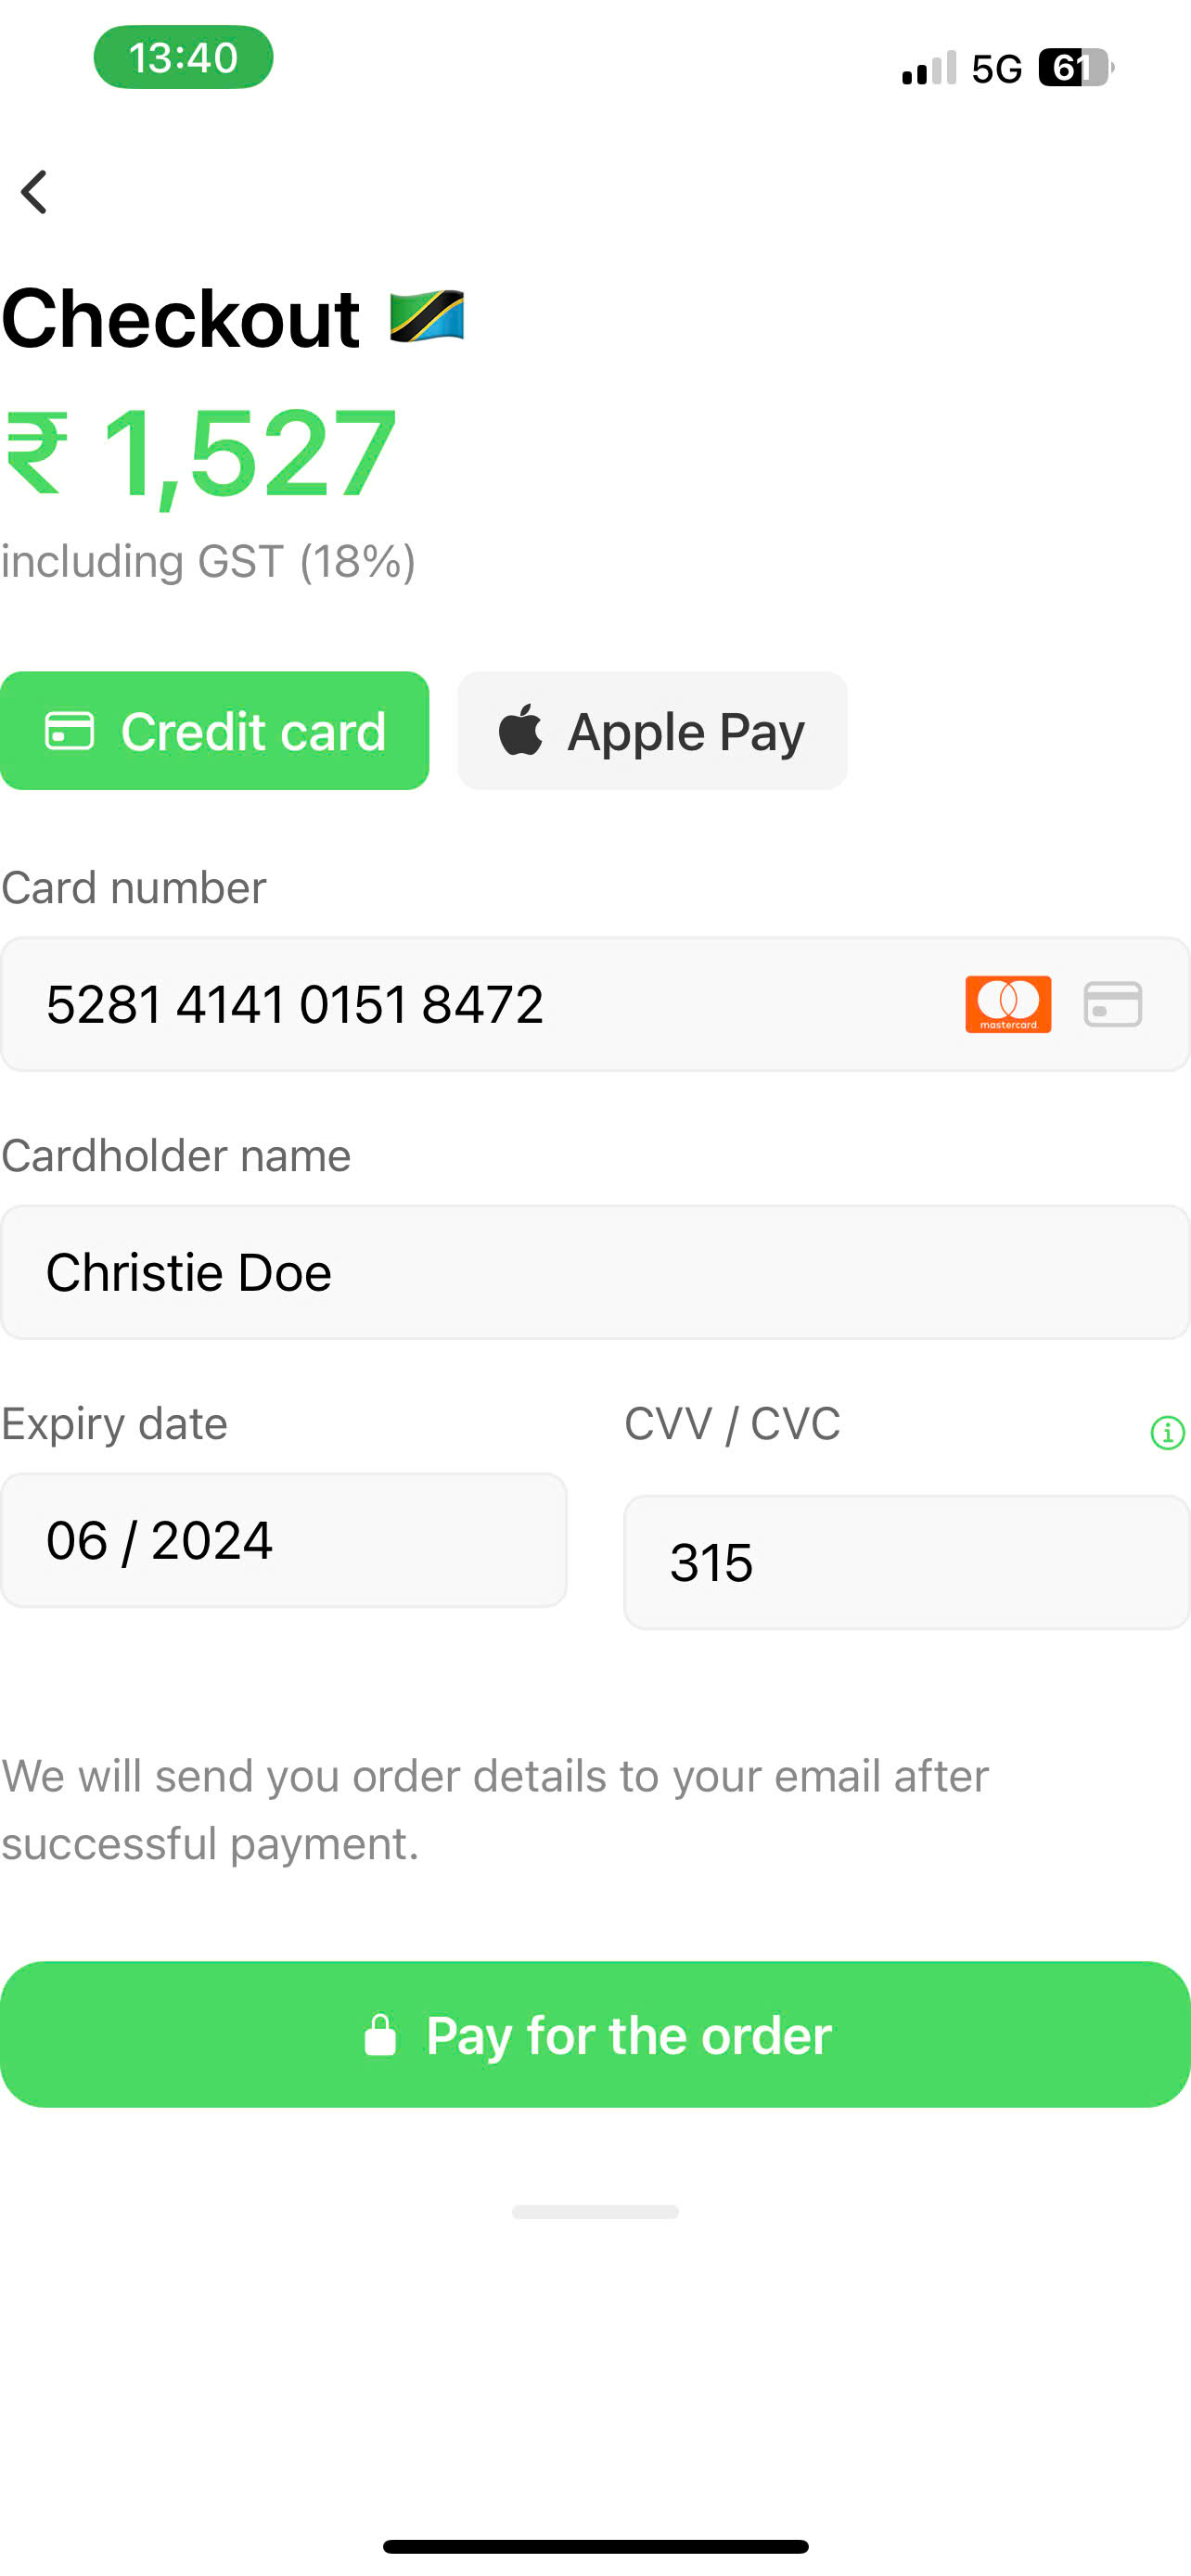 13:40
5G 61
Checkout 🇹🇿
₹ 1,527
including GST (18%)
Credit card
Apple Pay
Card number
5281 4141 0151 8472
mastercard.
Cardholder name
Christie Doe
Expiry date
CVV / CVC
06 / 2024
315
We will send you order details to your email after
successful payment.
Pay for the order